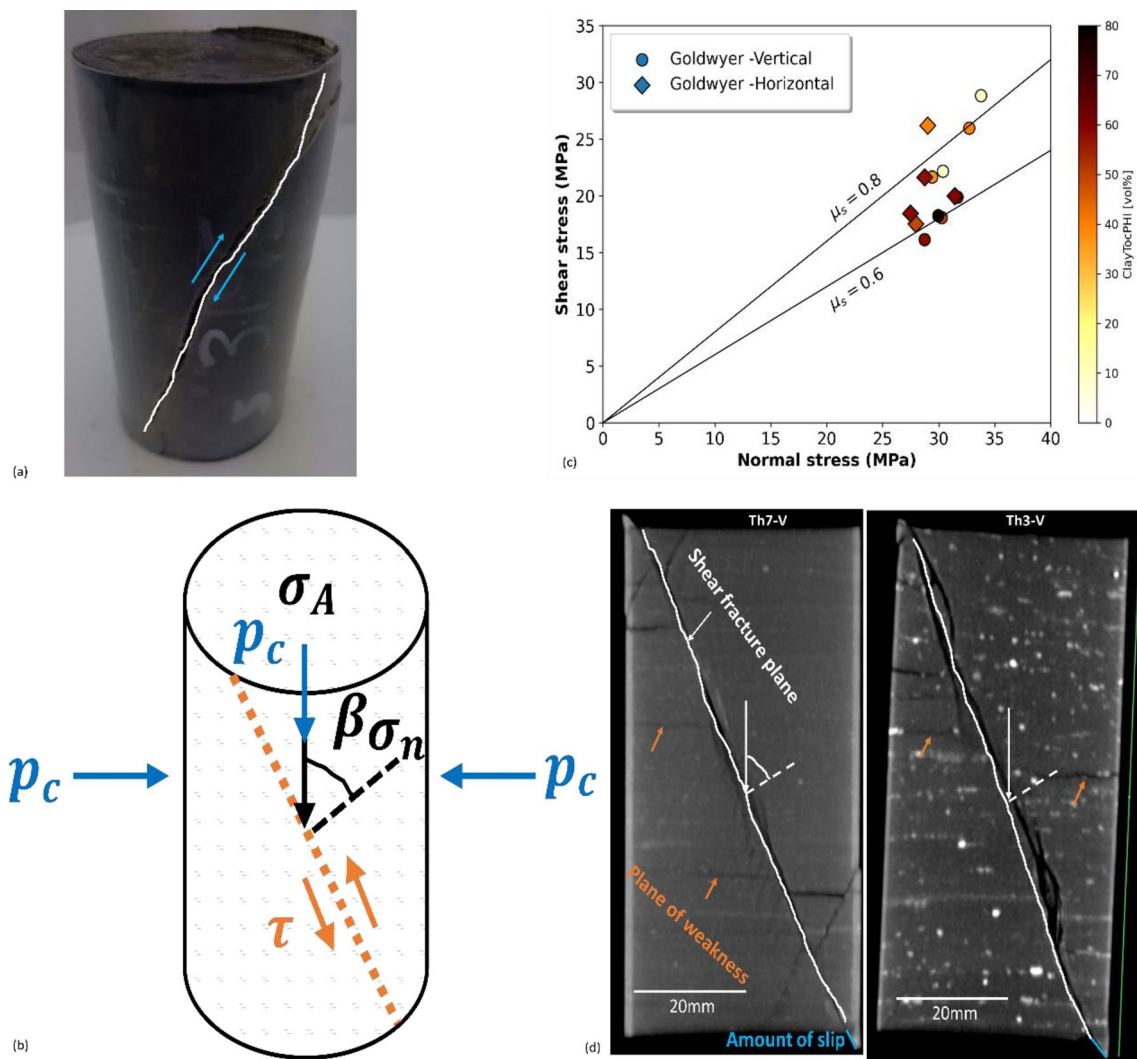 (a)
3
35
30
25
20
15
10
5
0
0
5
10
15
20
25
30
35
40
Shear stress (MPa)
Normal stress (MPa)
Goldwyer -Vertical
Goldwyer -Horizontal
μs = 0.8
μs = 0.6
80
70
60
50
40
30
20
10
0
ClayTocPHI [vol%]
(c)
σA
pc
β
σn
pc
pc
τ
(b)
Th7-V
Shear fracture plane
Plane of weakness
20mm
Amount of slip
Th3-V
20mm
(d)